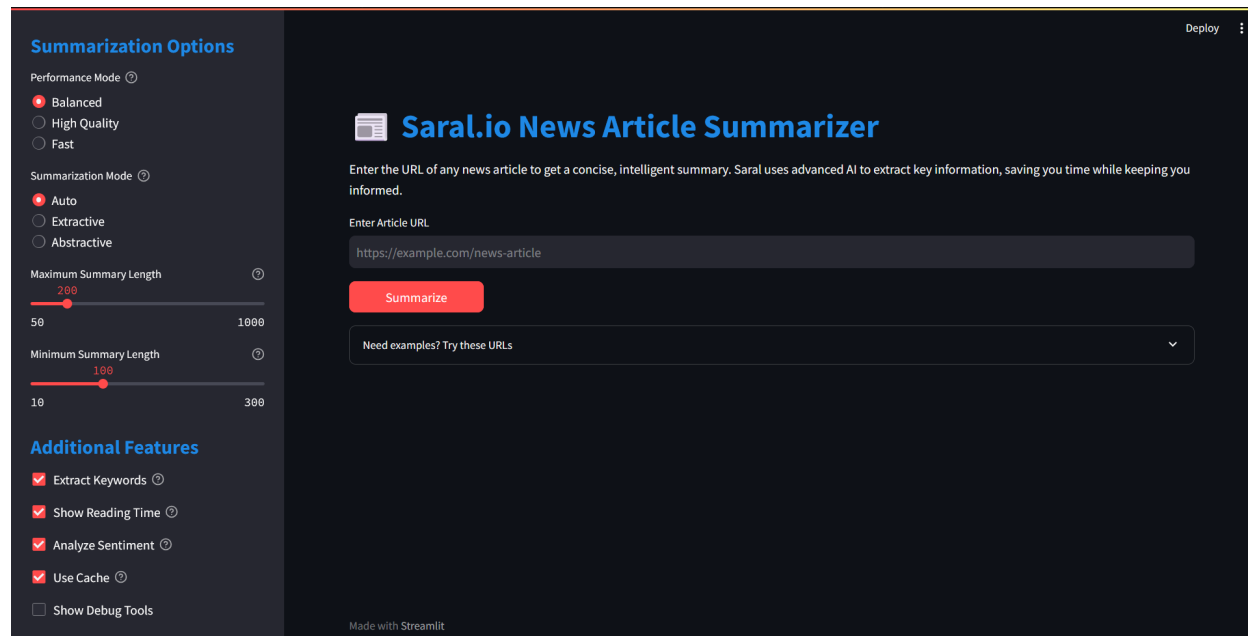 Summarization Options
Performance Mode
Balanced
High Quality
Fast
Summarization Mode
Auto
Extractive
Abstractive
Maximum Summary Length
200
50 1000
Minimum Summary Length
100
10 300
Additional Features
Extract Keywords
Show Reading Time
Analyze Sentiment
Use Cache
Show Debug Tools
Deploy
Saral.io News Article Summarizer
Enter the URL of any news article to get a concise, intelligent summary. Saral uses advanced AI to extract key information, saving you time while keeping you
informed.
Enter Article URL
https://example.com/news-article
Summarize
Need examples? Try these URLs
Made with Streamlit